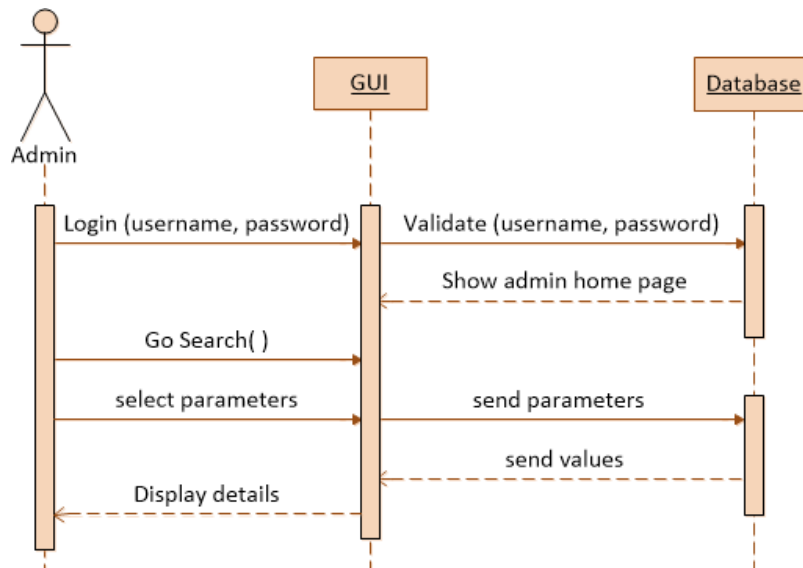 GUI
Database
Admin
Login (username, password)
Validate (username, password)
Show admin home page
Go Search( )
select parameters
send parameters
send values
Display details